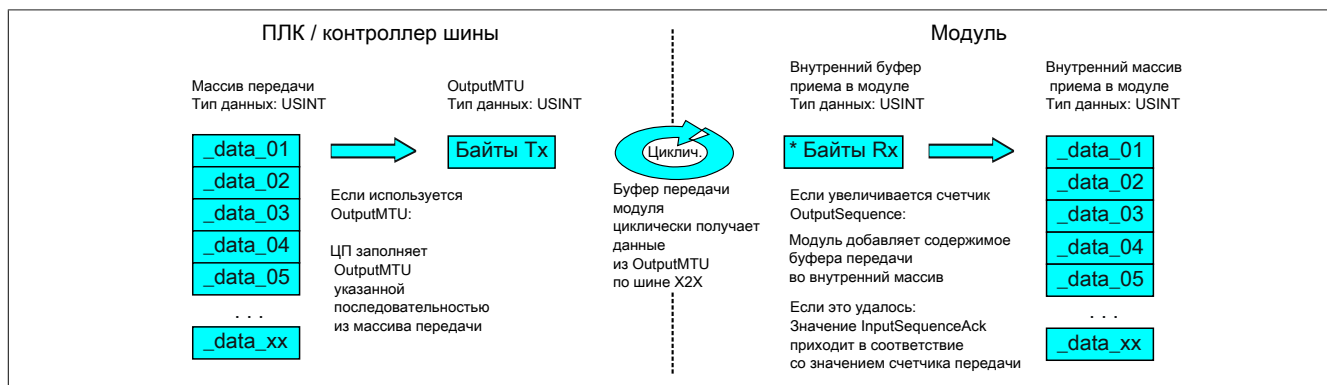 ПЛК / контроллер шины
Массив передачи
Тип данных: USINT
_data_01
_data_02
_data_03
_data_04
_data_05
. . .
_data_xx
OutputMTU
Тип данных: USINT
Байты Tx
Если используется
OutputMTU:
ЦП заполняет
OutputMTU
указанной
последовательностью
из массива передачи
Циклич.
Буфер передачи
модуля
циклически получает
данные
из OutputMTU
по шине X2X
Модуль
Внутренний буфер
приема в модуле
Тип данных: USINT
* Байты Rx
Если увеличивается счетчик
OutputSequence:
Модуль добавляет содержимое
буфера передачи
во внутренний массив
Если это удалось:
Значение InputSequenceAck
приходит в соответствие
со значением счетчика передачи
Внутренний массив
приема в модуле
Тип данных: USINT
_data_01
_data_02
_data_03
_data_04
_data_05
. . .
_data_xx